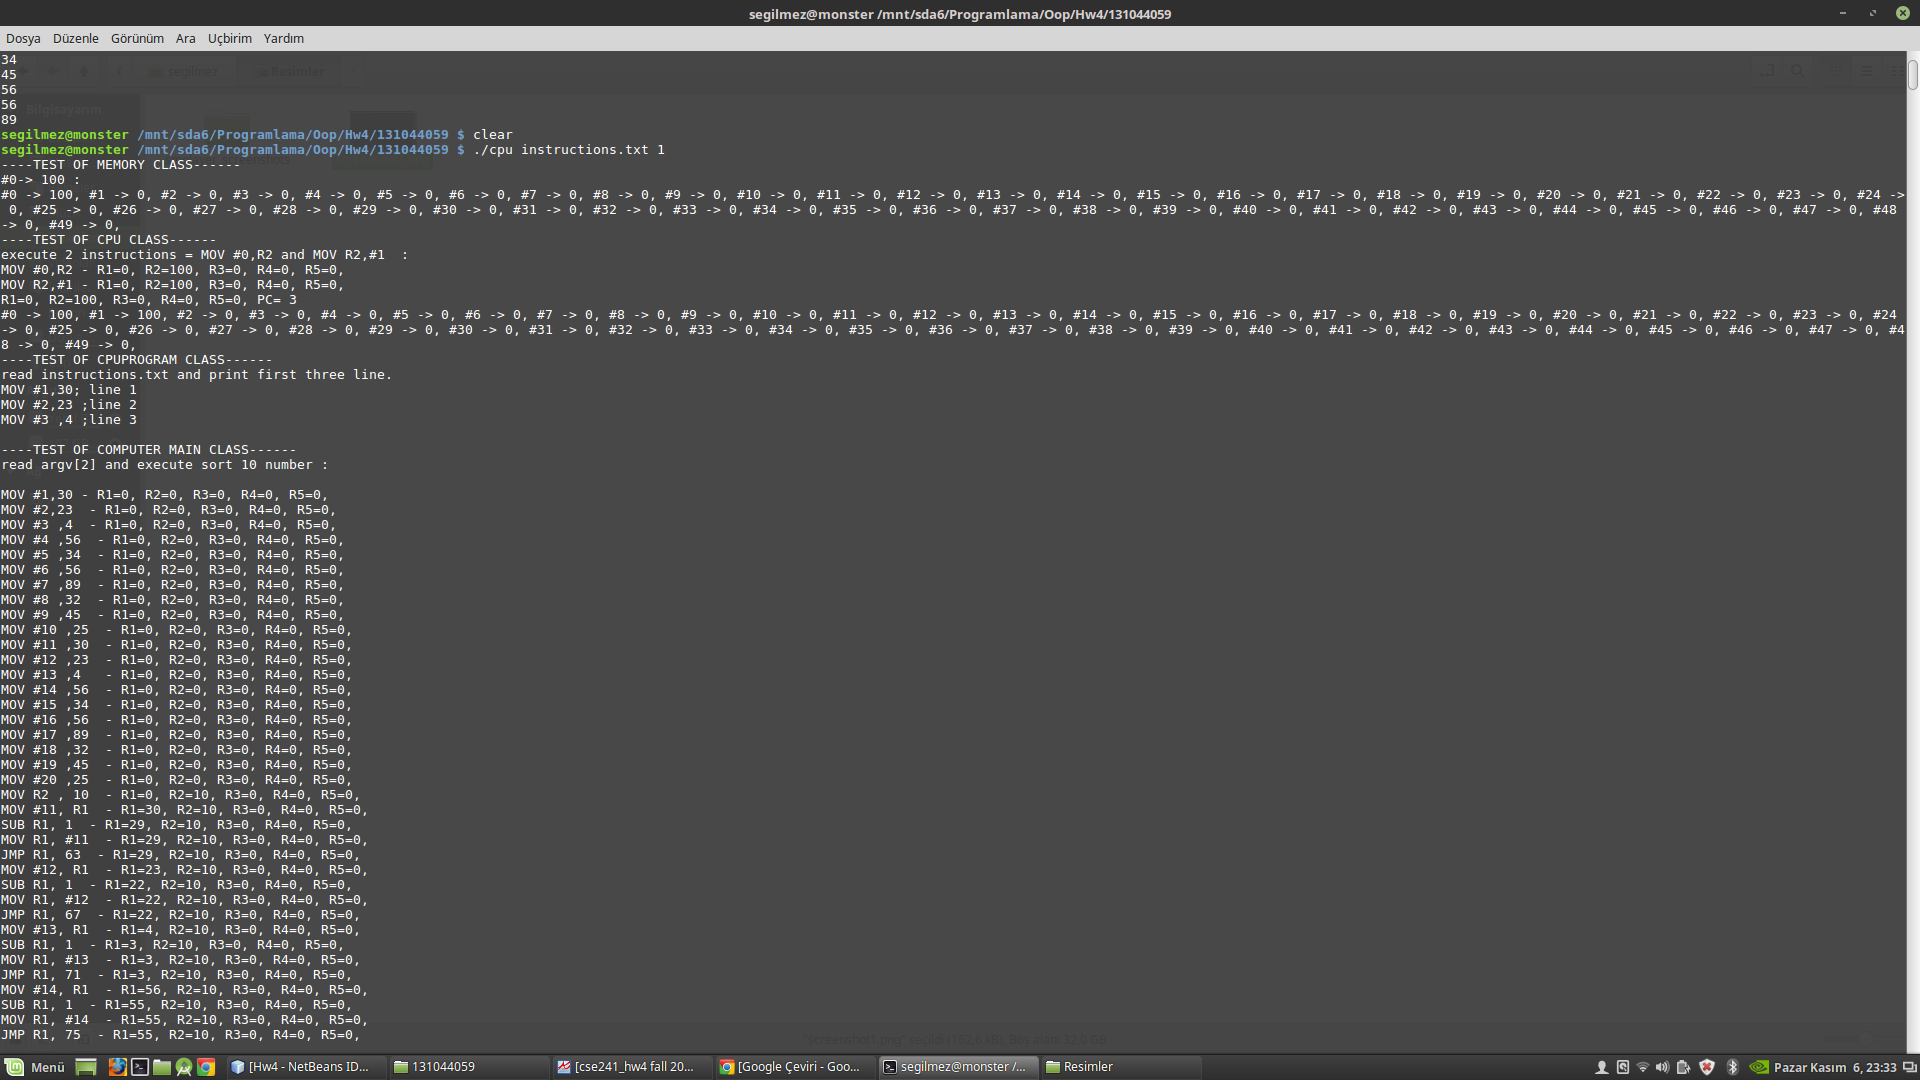 segilmez@monster /mnt/sda6/Programlama/Oop/Hw4/131044059
Dosya Düzenle Görünüm Ara Uçbirim Yardım
segilmez Resimler
Bilgisayarım
34
45
56
56
89
segilmez@monster /mnt/sda6/Programlama/Oop/Hw4/131044059 $ clear
segilmez@monster /mnt/sda6/Programlama/Oop/Hw4/131044059 $ ./cpu instructions.txt 1
----TEST OF MEMORY CLASS------
#0-> 100 :
#0 -> 100, #1 -> 0, #2 -> 0, #3 -> 0, #4 -> 0, #5 -> 0, #6 -> 0, #7 -> 0, #8 -> 0, #9 -> 0, #10 -> 0, #11 -> 0, #12 -> 0, #13 -> 0, #14 -> 0, #15 -> 0, #16 -> 0, #17 -> 0, #18 -> 0, #19 -> 0, #20 -> 0, #21 -> 0, #22 -> 0, #23 -> 0, #24 ->
 0, #25 -> 0, #26 -> 0, #27 -> 0, #28 -> 0, #29 -> 0, #30 -> 0, #31 -> 0, #32 -> 0, #33 -> 0, #34 -> 0, #35 -> 0, #36 -> 0, #37 -> 0, #38 -> 0, #39 -> 0, #40 -> 0, #41 -> 0, #42 -> 0, #43 -> 0, #44 -> 0, #45 -> 0, #46 -> 0, #47 -> 0, #48
-> 0, #49 -> 0,
----TEST OF CPU CLASS------
execute 2 instructions = MOV #0,R2 and MOV R2,#1  :
MOV #0,R2 - R1=0, R2=100, R3=0, R4=0, R5=0,
MOV R2,#1 - R1=0, R2=100, R3=0, R4=0, R5=0,
R1=0, R2=100, R3=0, R4=0, R5=0, PC= 3
#0 -> 100, #1 -> 100, #2 -> 0, #3 -> 0, #4 -> 0, #5 -> 0, #6 -> 0, #7 -> 0, #8 -> 0, #9 -> 0, #10 -> 0, #11 -> 0, #12 -> 0, #13 -> 0, #14 -> 0, #15 -> 0, #16 -> 0, #17 -> 0, #18 -> 0, #19 -> 0, #20 -> 0, #21 -> 0, #22 -> 0, #23 -> 0, #24
-> 0, #25 -> 0, #26 -> 0, #27 -> 0, #28 -> 0, #29 -> 0, #30 -> 0, #31 -> 0, #32 -> 0, #33 -> 0, #34 -> 0, #35 -> 0, #36 -> 0, #37 -> 0, #38 -> 0, #39 -> 0, #40 -> 0, #41 -> 0, #42 -> 0, #43 -> 0, #44 -> 0, #45 -> 0, #46 -> 0, #47 -> 0, #4
8 -> 0, #49 -> 0,
----TEST OF CPUPROGRAM CLASS------
read instructions.txt and print first three line.
MOV #1,30; line 1
MOV #2,23 ;line 2
MOV #3 ,4 ;line 3
----TEST OF COMPUTER MAIN CLASS------
read argv[2] and execute sort 10 number :
MOV #1,30 - R1=0, R2=0, R3=0, R4=0, R5=0,
MOV #2,23  - R1=0, R2=0, R3=0, R4=0, R5=0,
MOV #3 ,4  - R1=0, R2=0, R3=0, R4=0, R5=0,
MOV #4 ,56  - R1=0, R2=0, R3=0, R4=0, R5=0,
MOV #5 ,34  - R1=0, R2=0, R3=0, R4=0, R5=0,
MOV #6 ,56  - R1=0, R2=0, R3=0, R4=0, R5=0,
MOV #7 ,89  - R1=0, R2=0, R3=0, R4=0, R5=0,
MOV #8 ,32  - R1=0, R2=0, R3=0, R4=0, R5=0,
MOV #9 ,45  - R1=0, R2=0, R3=0, R4=0, R5=0,
MOV #10 ,25  - R1=0, R2=0, R3=0, R4=0, R5=0,
MOV #11 ,30  - R1=0, R2=0, R3=0, R4=0, R5=0,
MOV #12 ,23  - R1=0, R2=0, R3=0, R4=0, R5=0,
MOV #13 ,4   - R1=0, R2=0, R3=0, R4=0, R5=0,
MOV #14 ,56  - R1=0, R2=0, R3=0, R4=0, R5=0,
MOV #15 ,34  - R1=0, R2=0, R3=0, R4=0, R5=0,
MOV #16 ,56  - R1=0, R2=0, R3=0, R4=0, R5=0,
MOV #17 ,89  - R1=0, R2=0, R3=0, R4=0, R5=0,
MOV #18 ,32  - R1=0, R2=0, R3=0, R4=0, R5=0,
MOV #19 ,45  - R1=0, R2=0, R3=0, R4=0, R5=0,
MOV #20 ,25  - R1=0, R2=0, R3=0, R4=0, R5=0,
MOV R2 , 10  - R1=0, R2=10, R3=0, R4=0, R5=0,
MOV #11, R1  - R1=30, R2=10, R3=0, R4=0, R5=0,
SUB R1, 1  - R1=29, R2=10, R3=0, R4=0, R5=0,
MOV R1, #11  - R1=29, R2=10, R3=0, R4=0, R5=0,
JMP R1, 63  - R1=29, R2=10, R3=0, R4=0, R5=0,
MOV #12, R1  - R1=23, R2=10, R3=0, R4=0, R5=0,
SUB R1, 1  - R1=22, R2=10, R3=0, R4=0, R5=0,
MOV R1, #12  - R1=22, R2=10, R3=0, R4=0, R5=0,
JMP R1, 67  - R1=22, R2=10, R3=0, R4=0, R5=0,
MOV #13, R1  - R1=4, R2=10, R3=0, R4=0, R5=0,
SUB R1, 1  - R1=3, R2=10, R3=0, R4=0, R5=0,
MOV R1, #13  - R1=3, R2=10, R3=0, R4=0, R5=0,
JMP R1, 71  - R1=3, R2=10, R3=0, R4=0, R5=0,
MOV #14, R1  - R1=56, R2=10, R3=0, R4=0, R5=0,
SUB R1, 1  - R1=55, R2=10, R3=0, R4=0, R5=0,
MOV R1, #14  - R1=55, R2=10, R3=0, R4=0, R5=0,
JMP R1, 75  - R1=55, R2=10, R3=0, R4=0, R5=0,
Menü [Hw4 - NetBeans ID... 131044059 [cse241_hw4 fall 20... [Google Çeviri - Goo... segilmez@monster /... Resimler Pazar Kasım 6, 23:33